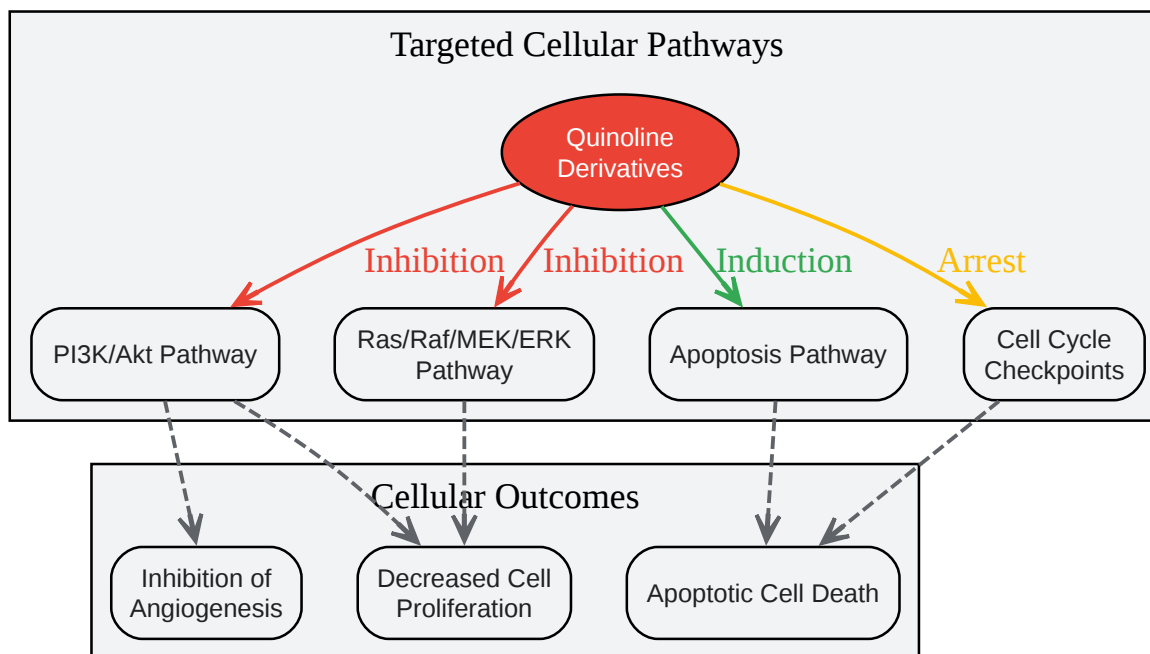 Targeted Cellular Pathways
Quinoline
Derivatives
Inhibition
Inhibition
Induction
Arrest
PI3K/Akt Pathway
Ras/Raf/MEK/ERK
Pathway
Apoptosis Pathway
Cell Cycle
Checkpoints
Cellular Outcomes
Inhibition of
Angiogenesis
Decreased Cell
Proliferation
Apoptotic Cell Death